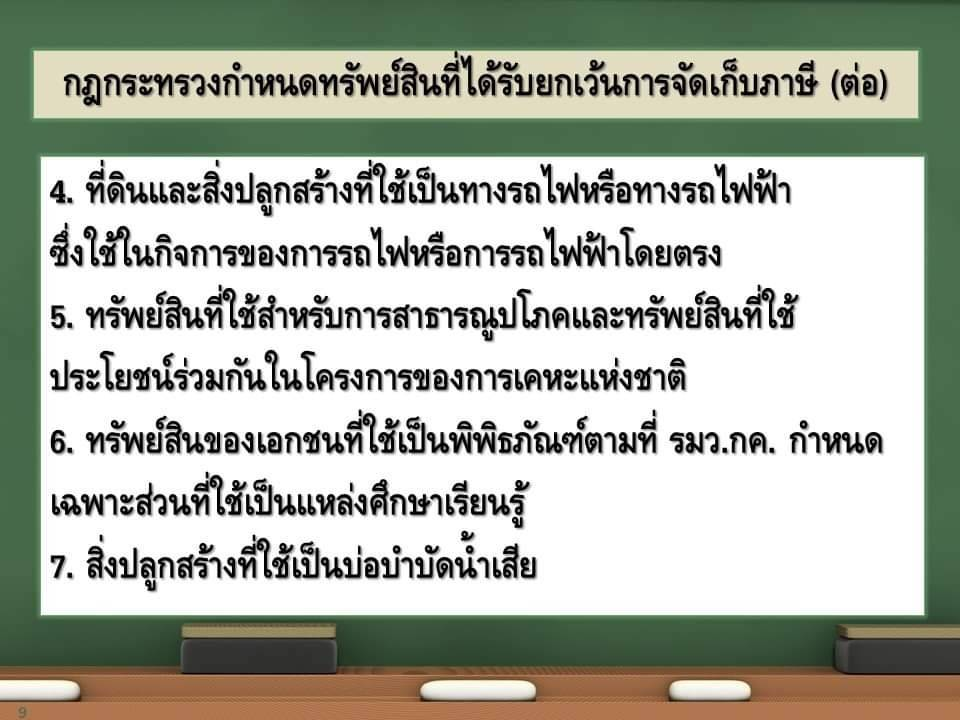 กฎกระทรวงกำหนดทรัพย์สินที่ได้รับยกเว้นการจัดเก็บภาษี (ต่อ)
4. ที่ดินและสิ่งปลูกสร้างที่ใช้เป็นทางรถไฟหรือทางรถไฟฟ้า
ซึ่งใช้ในกิจการของการรถไฟหรือการรถไฟฟ้าโดยตรง
5. ทรัพย์สินที่ใช้สำหรับการสาธารณูปโภคและทรัพย์สินที่ใช้
ประโยชน์ร่วมกันในโครงการของการเคหะแห่งชาติ
6. ทรัพย์สินของเอกชนที่ใช้เป็นพิพิธภัณฑ์ตามที่ รมว.กค. กำหนด
เฉพาะส่วนที่ใช้เป็นแหล่งศึกษาเรียนรู้
7. สิ่งปลูกสร้างที่ใช้เป็นบ่อบำบัดน้ำเสีย
9